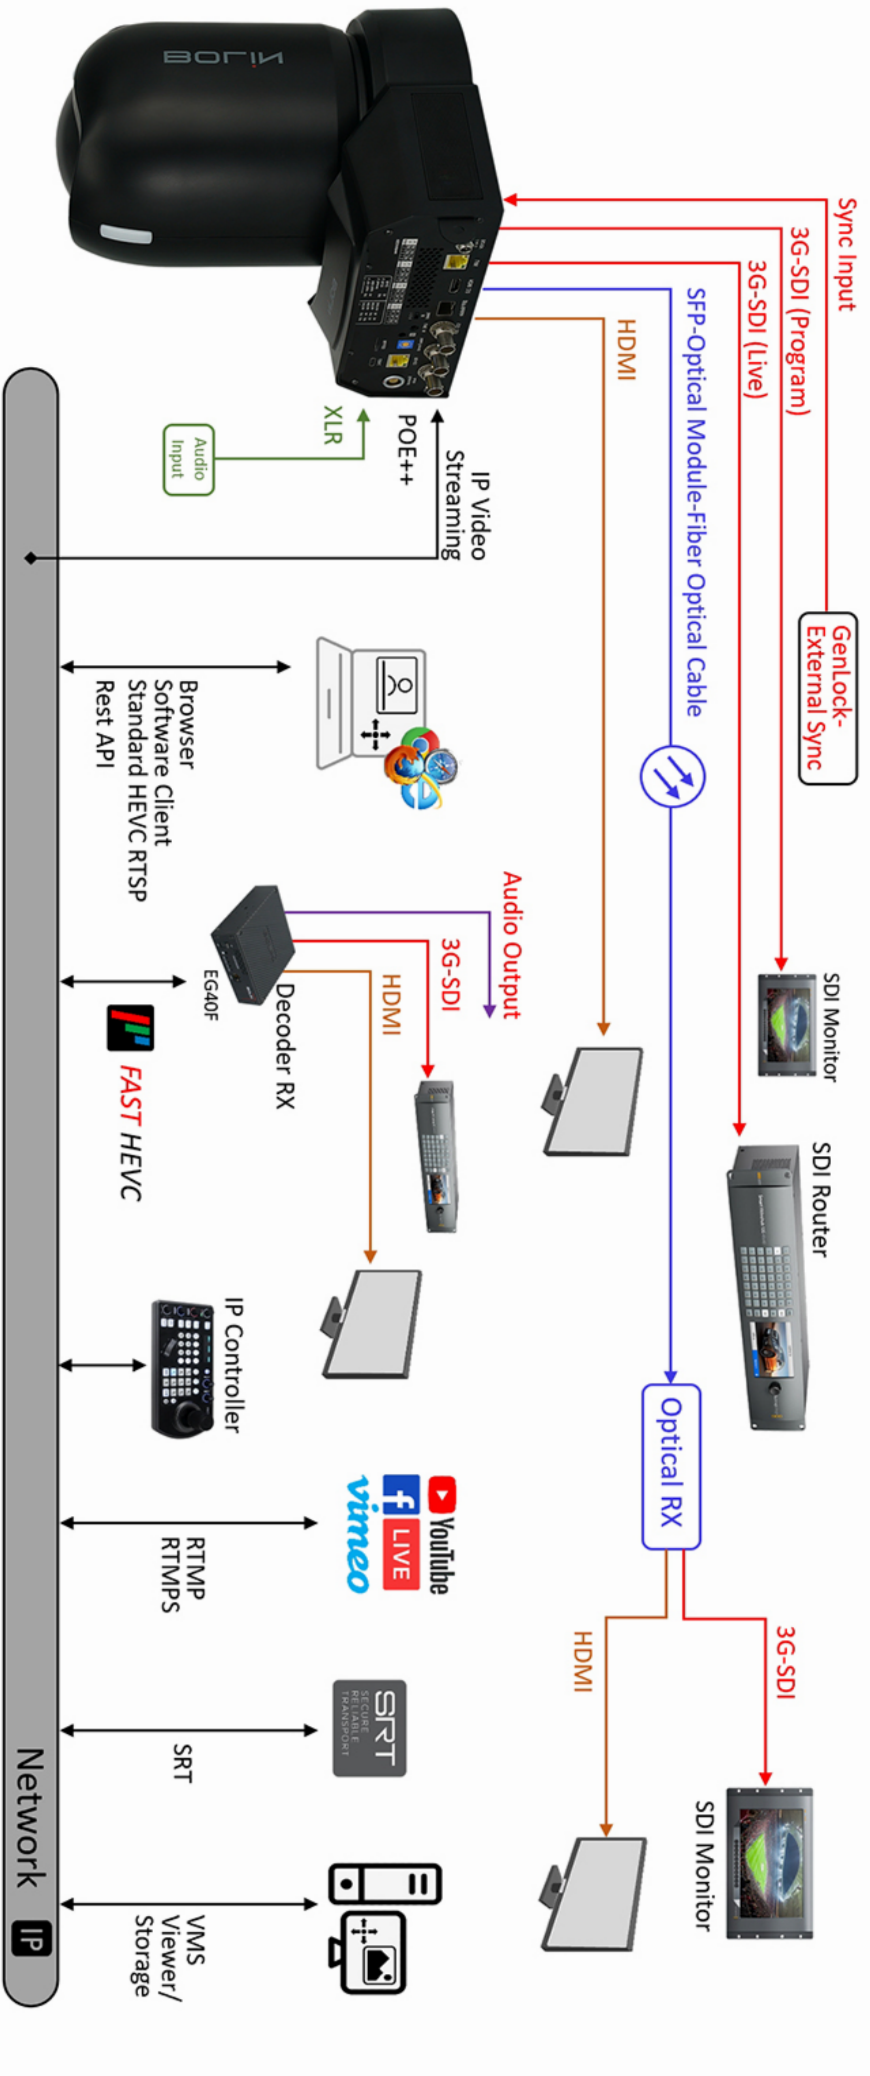 BOLIN
Sync Input
3G-SDI (Program)
3G-SDI (Live)
SFP-Optical Module-Fiber Optical Cable
HDMI
GenLock-
External Sync
SDI Monitor
SDI Router
Optical RX
3G-SDI
HDMI
SDI Monitor
IP Video
Streaming
POE++
XLR
Audio
Input
Audio Output
3G-SDI
HDMI
Decoder RX
EG40F
Browser
Software Client
Standard HEVC RTSP
Rest API
FAST HEVC
IP Controller
YouTube
f LIVE
vimeo
RTMP
RTMPS
SRT
SECURE
RELIABLE
TRANSPORT
SRT
VMS
Viewer/
Storage
Network IP